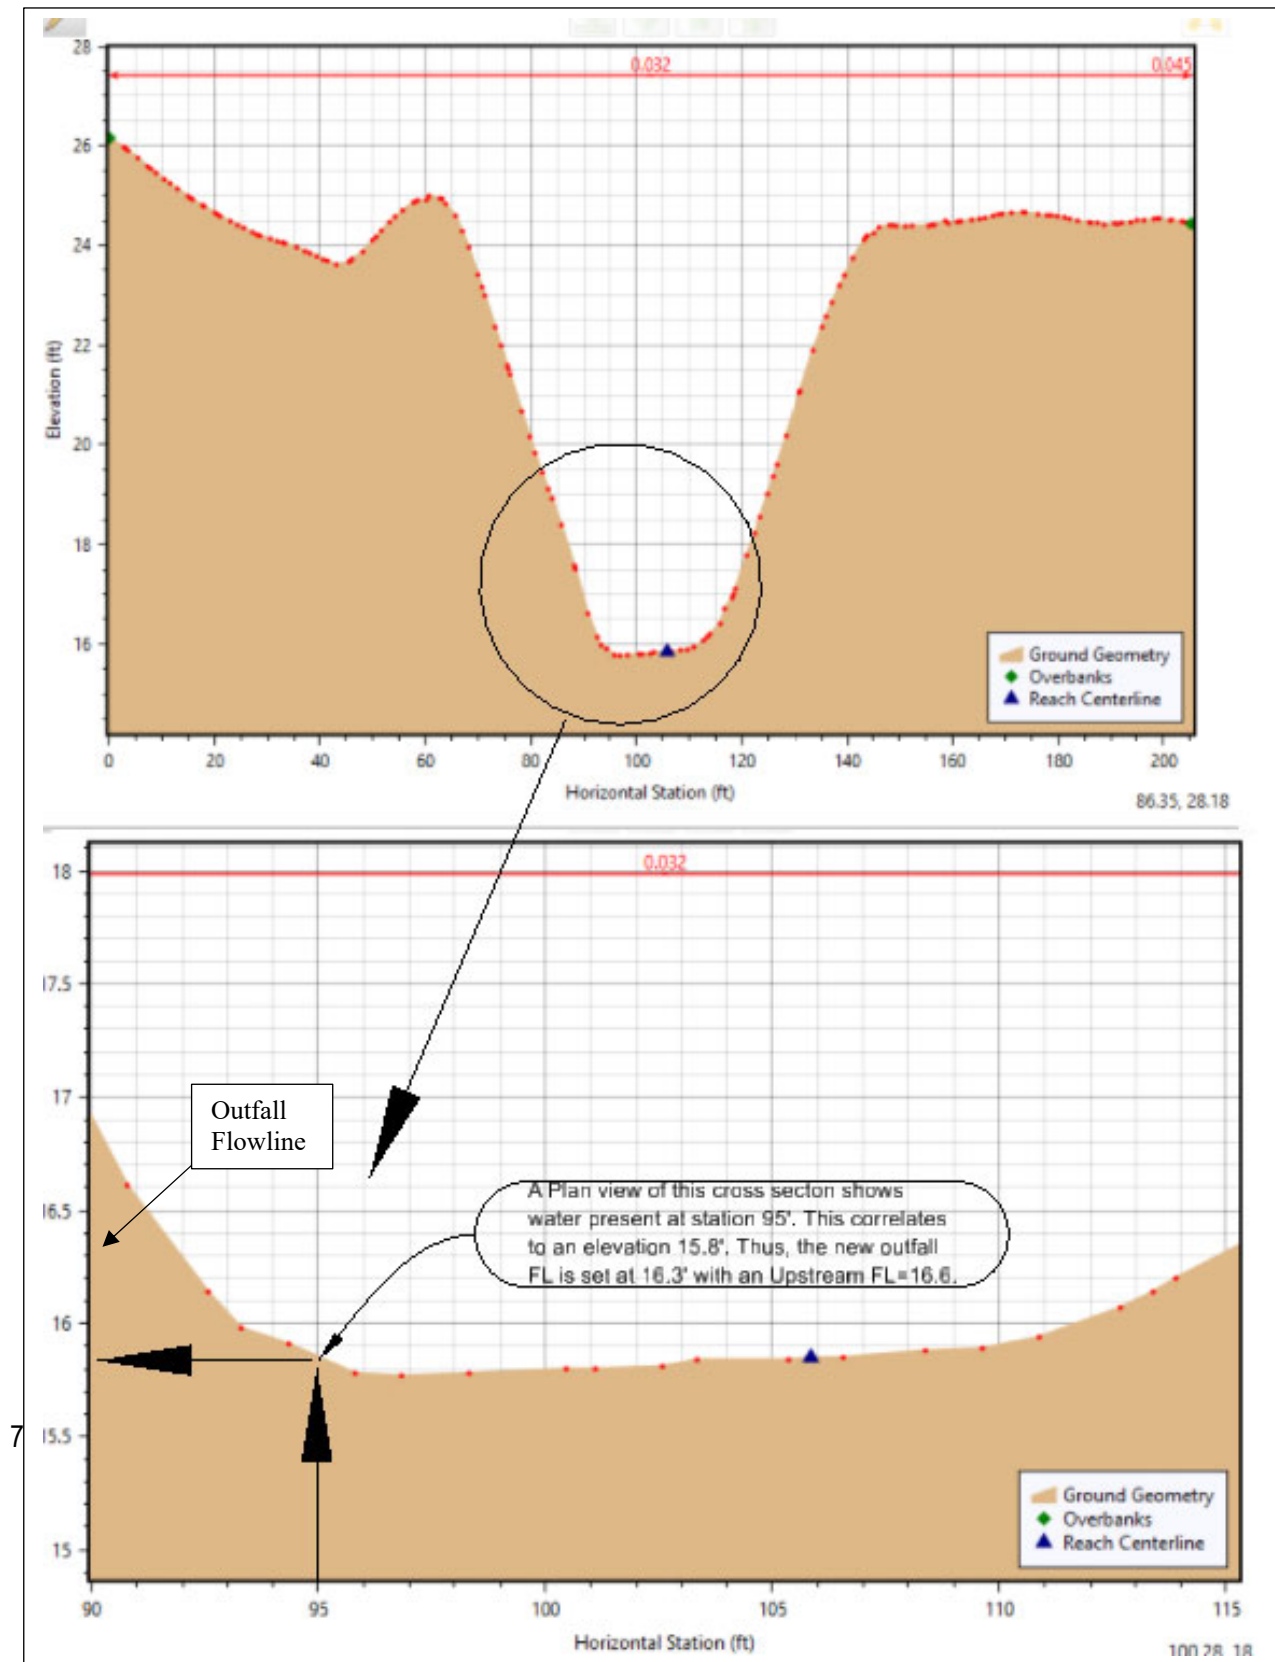 28
0.032
0.045
26
24
22
20
18
16
Elevation (ft)
Ground Geometry
Overbanks
Reach Centerline
0 20 40 60 80 100 120 140 160 180 200
Horizontal Station (ft)
86.35, 28.18
0.032
18
17.5
17
Outfall
Flowline
16.5
A Plan view of this cross secton shows
water present at station 95'. This correlates
to an elevation 15.8'. Thus, the new outfall
FL is set at 16.3' with an Upstream FL=16.6.
16
7
15.5
Ground Geometry
Overbanks
Reach Centerline
15
90 95 100 105 110 115
Horizontal Station (ft)
100.28, 18